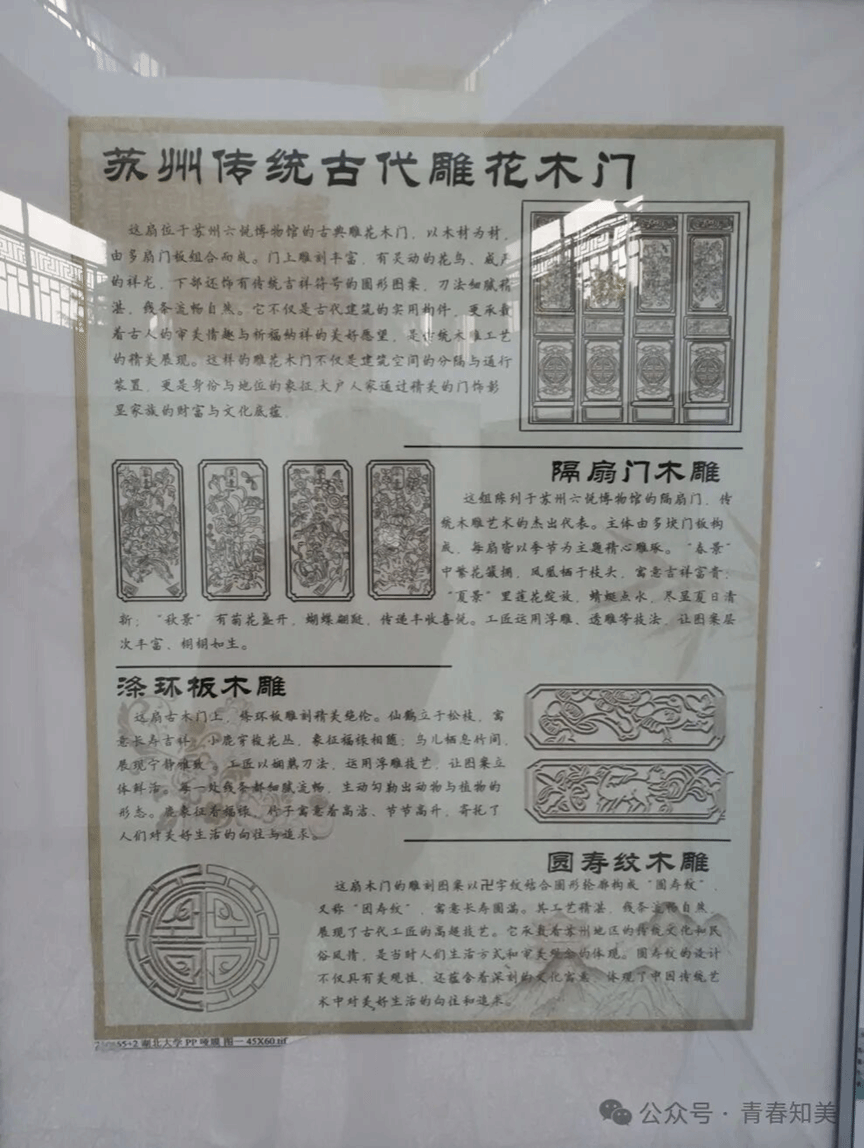 苏州传统古代雕花木门
这扇位于苏州六悦博物馆的古典雕花木门，以木材为材，
由多扇门板组合而成。门上雕刻丰富，有灵动的花鸟、威严
的祥龙，下部还饰有传统吉祥符号的圆形图案，刀法细腻精
湛，线条流畅自然。它不仅是古代建筑的实用构件，更承载
着古人的审美情趣与祈福纳祥的美好愿望，是传统木雕工艺
的精美展现。这样的雕花木门不仅是建筑空间的分隔与通行
装置，更是身份与地位的象征，大户人家通过精美的门饰彰
显家族的财富与文化底蕴。
隔扇门木雕
这组陈列于苏州六悦博物馆的隔扇门，传
统木雕艺术的杰出代表。主体由多块门板构
成，每扇皆以季节为主题精心雕琢。“春景”
中繁花簇拥，凤凰栖于枝头，寓意吉祥富贵；
“夏景”里莲花绽放，蜻蜓点水，尽显夏日清
新；“秋景”有菊花盛开，蝴蝶翩跹，传递丰收喜悦。工匠运用浮雕、透雕等技法，让图案层
次丰富，栩栩如生。
涤环板木雕
这扇古木门上，绦环板雕刻精美绝伦。仙鹤立于松枝，寓
意长寿吉祥；小鹿穿梭花丛，象征福禄相随；鸟儿栖息竹间，
展现宁静雅致。工匠以娴熟刀法，运用浮雕技艺，让图案立
体鲜活。每一处线条都细腻流畅，生动勾勒出动物与植物的
形态。鹿象征着福禄，竹子寓意着高洁、节节高升，寄托了
人们对美好生活的向往与追求。
圆寿纹木雕
这扇木门的雕刻图案以卍字纹结合圆形轮廓构成“圆寿纹”，
又称“团寿纹”，寓意长寿圆满。其工艺精湛，线条流畅自然，
展现了古代工匠的高超技艺。它承载着苏州地区的传统文化和民
俗风情，是当时人们生活方式和审美观念的体现。圆寿纹的设计
不仅具有美观性，还蕴含着深刻的文化寓意，体现了中国传统艺
术中对美好生活的向往和追求。
湖北大学 PP 哑膜 图一 45X60.tif
公众号 · 青春知美